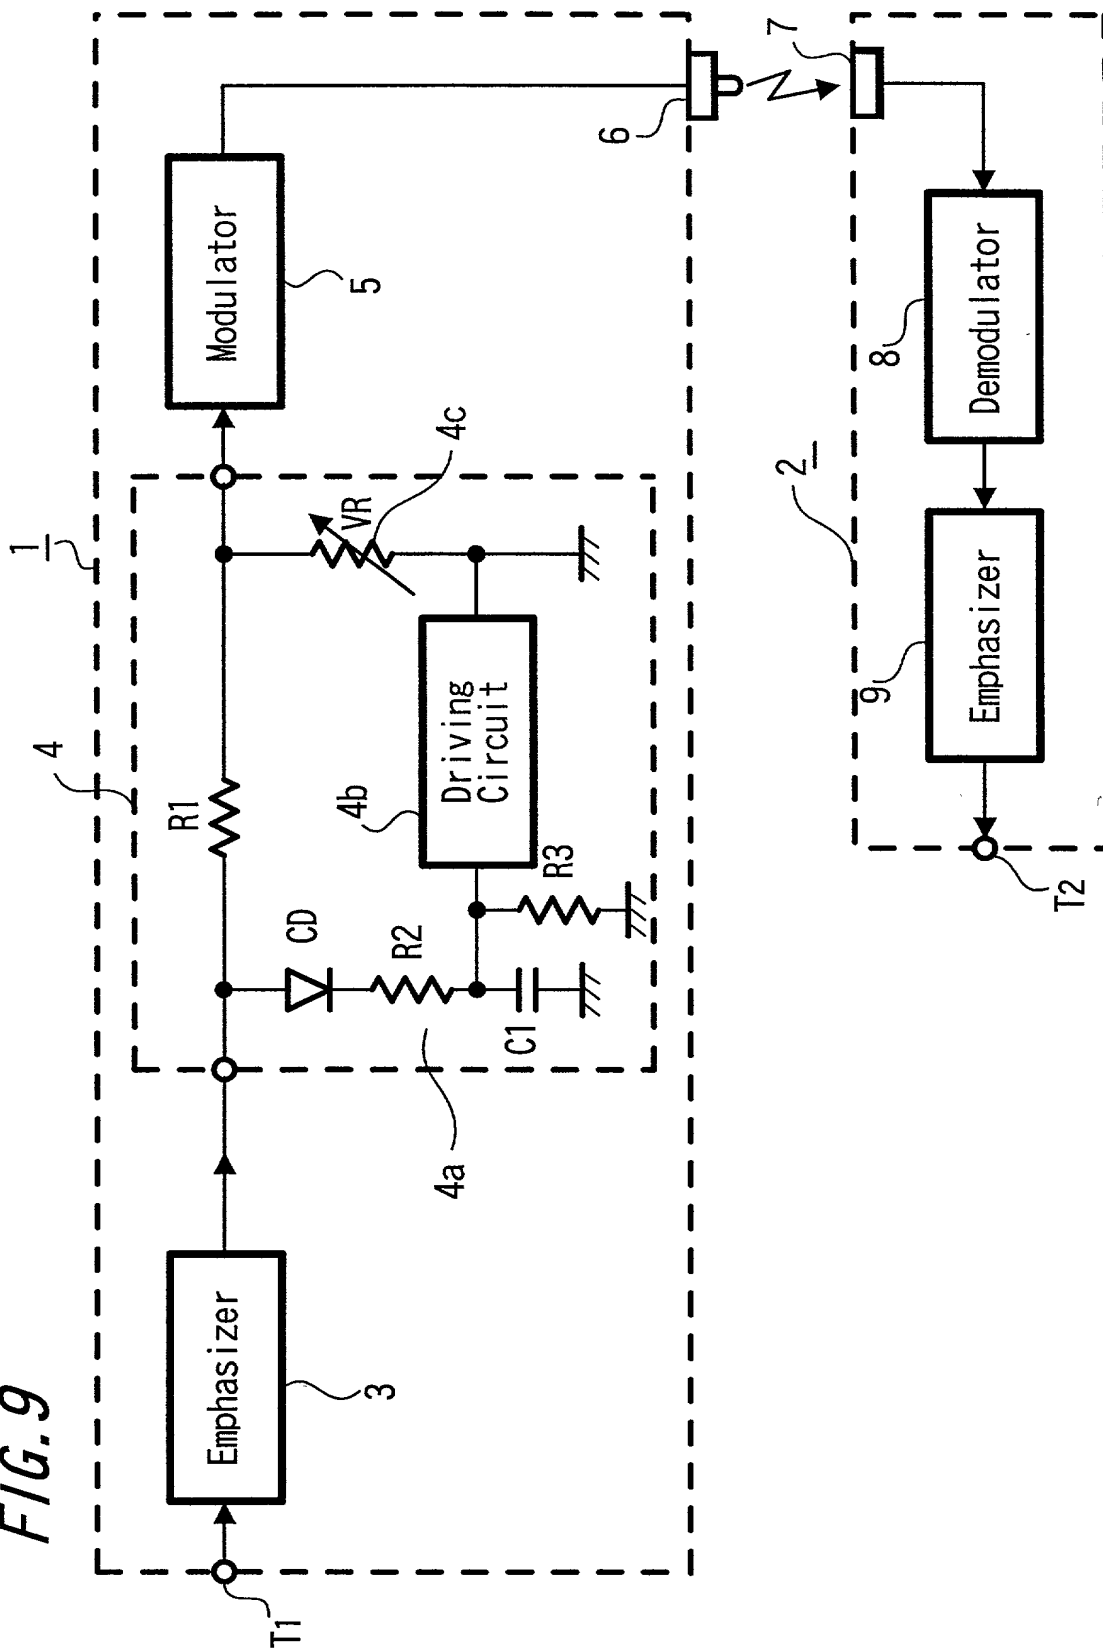 FIG.9
1
4
T1
Emphasizer
3
R1
CD
R2
4a
C1
R3
4b
Driving
Circuit
VR
4c
Modulator
5
6
7
2
Demodulator
8
Emphasizer
9
T2